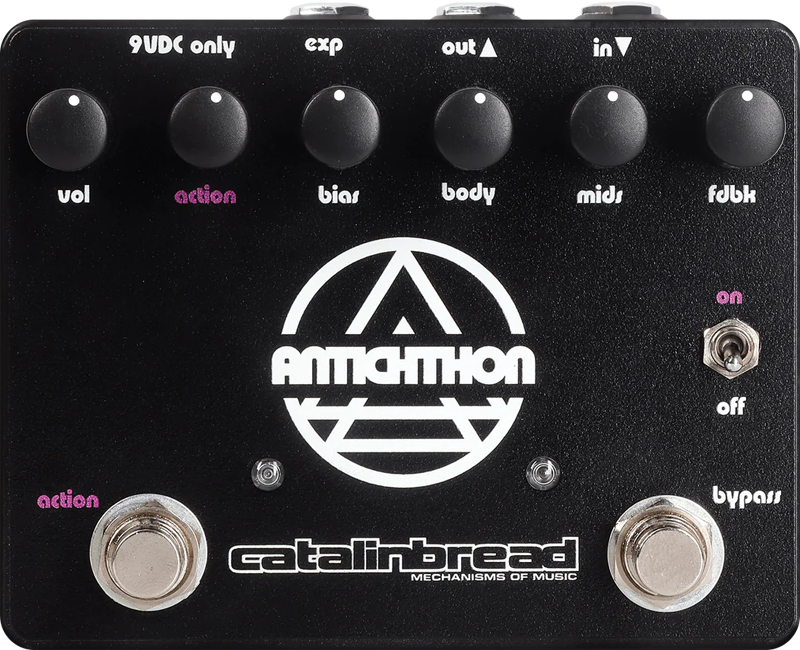 9VDC only
exp
out▲
in▼
vol
action
bias
body
mids
fdbk
on
ANTICHTHON
off
action
bypass
catalinbread
MECHANISMS OF MUSIC